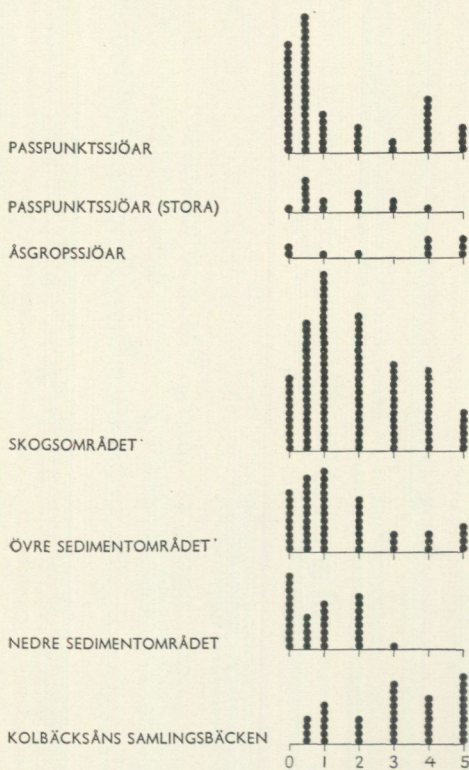 PASSPUNKTSSJÖAR
PASSPUNKTSSJÖAR (STORA)
ÅSGROPSSJÖAR
SKOGSOMRÅDET
ÖVRE SEDIMENTOMRÅDET
NEDRE SEDIMENTOMRÅDET
KOLBÄCKSÅNS SAMLINGSBÄCKEN
0 1 2 3 4 5